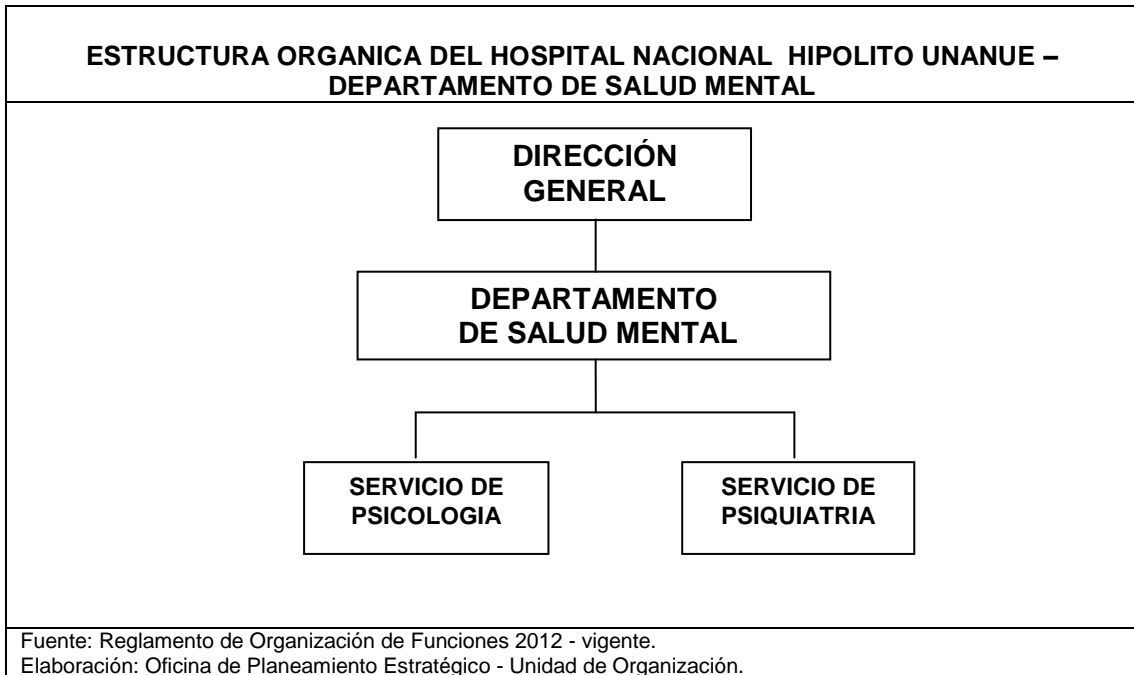 ESTRUCTURA ORGANICA DEL HOSPITAL NACIONAL HIPOLITO UNANUE –
DEPARTAMENTO DE SALUD MENTAL
DIRECCIÓN
GENERAL
DEPARTAMENTO
DE SALUD MENTAL
SERVICIO DE
PSICOLOGIA
SERVICIO DE
PSIQUIATRIA
Fuente: Reglamento de Organización de Funciones 2012 - vigente.
Elaboración: Oficina de Planeamiento Estratégico - Unidad de Organización.